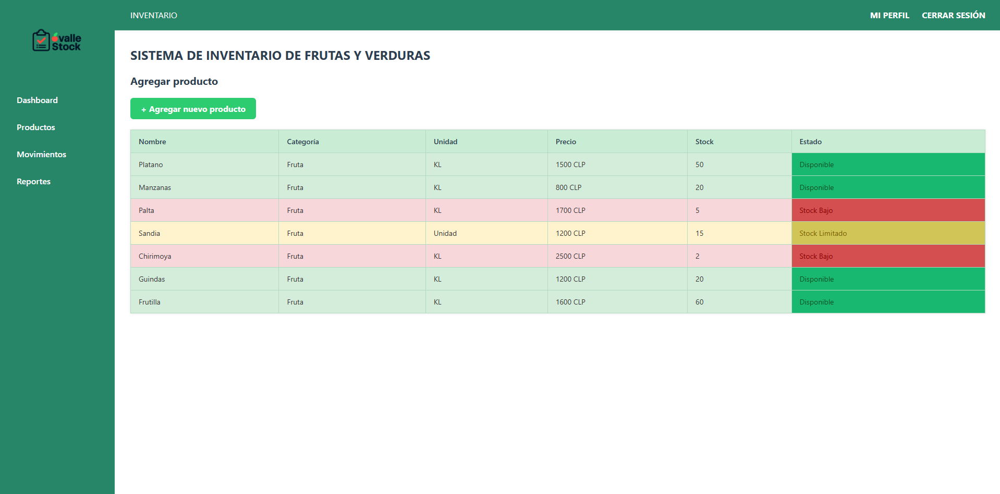 INVENTARIO
MI PERFIL
CERRAR SESIÓN
valle
Stock
Dashboard
Productos
Movimientos
Reportes
SISTEMA DE INVENTARIO DE FRUTAS Y VERDURAS
Agregar producto
+ Agregar nuevo producto
Nombre Categoría Unidad Precio Stock Estado
Platano Fruta KL 1500 CLP 50 Disponible
Manzanas Fruta KL 800 CLP 20 Disponible
Palta Fruta KL 1700 CLP 5 Stock Bajo
Sandia Fruta Unidad 1200 CLP 15 Stock Limitado
Chirimoya Fruta KL 2500 CLP 2 Stock Bajo
Guindas Fruta KL 1200 CLP 20 Disponible
Frutilla Fruta KL 1600 CLP 60 Disponible